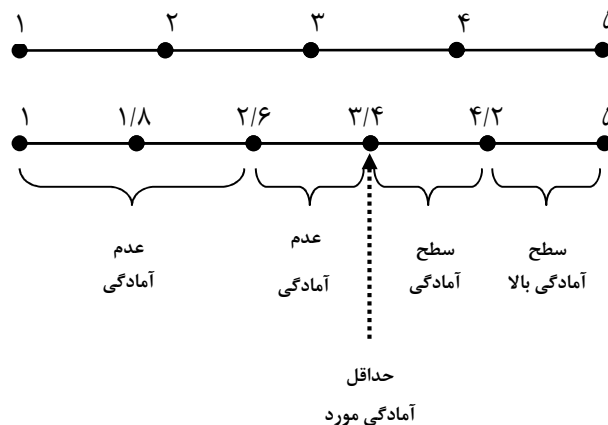 ۱ ۲ ۳ ۴ ۵
۱ ۱/۸ ۲/۶ ۳/۴ ۴/۲ ۵
عدم
آمادگی
عدم
آمادگی
سطح
آمادگی
سطح
آمادگی بالا
حداقل
آمادگی مورد